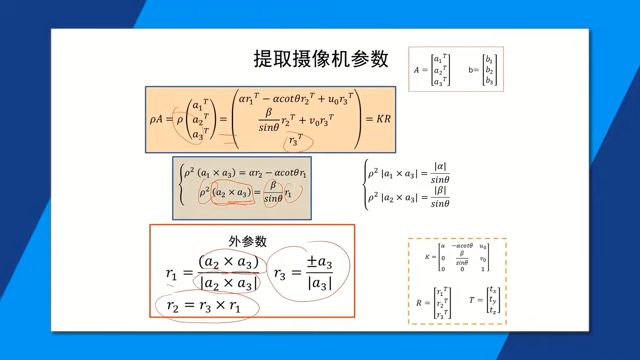 提取摄像机参数
A = [a₁ᵀ a₂ᵀ a₃ᵀ] b= [b₁ b₂ b₃]
ρA = ρ (a₁ᵀ a₂ᵀ a₃ᵀ) = (αr₁ᵀ − αcotθr₂ᵀ + u₀r₃ᵀ
β/sinθ r₂ᵀ + v₀r₃ᵀ
r₃ᵀ) = KR
{ρ² (a₁ × a₃) = αr₂ − αcotθr₁
ρ² (a₂ × a₃) = β/sinθ r₁
{ρ² |a₁ × a₃| = |α|/sinθ
ρ² |a₂ × a₃| = |β|/sinθ
外参数
r₁ = (a₂ × a₃)/|a₂ × a₃| r₃ = ±a₃/|a₃|
r₂ = r₃ × r₁
K = [α −αcotθ u₀
0 β/sinθ v₀
0 0 1]
R = [r₁ᵀ r₂ᵀ r₃ᵀ] T = [tₓ t_y t_z]